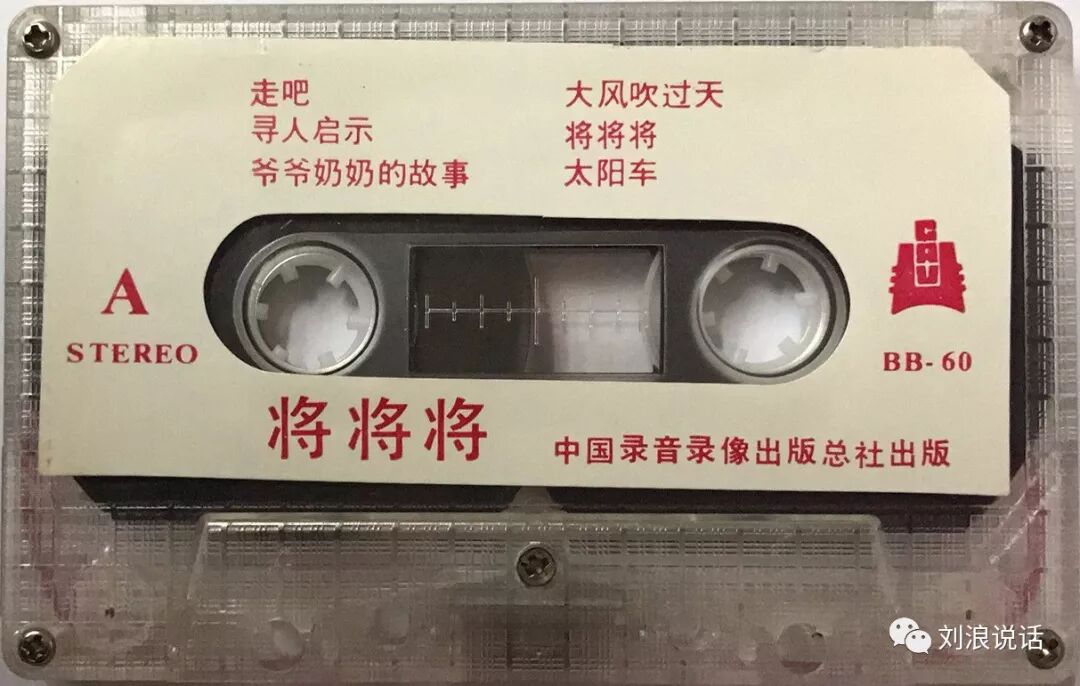 走吧
寻人启示
爷爷奶奶的故事
大风吹过天
将将将
太阳车
A
STEREO
CAV
BB-60
将将将
中国录音录像出版总社出版
刘浪说话